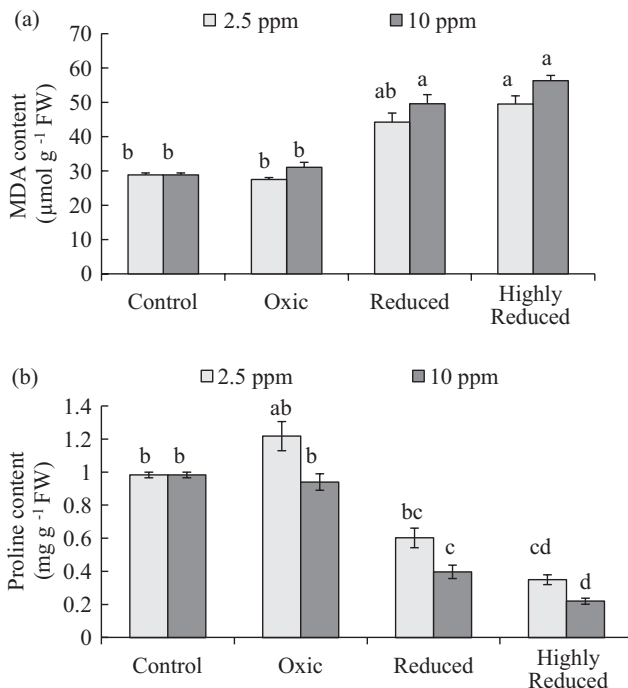 (a)
2.5 ppm 10 ppm
MDA content
(µmol g -1 FW)
70
60
50
40
30
20
10
0
b b
b b
ab a
a a
Control Oxic Reduced Highly
Reduced
(b)
2.5 ppm 10 ppm
Proline content
(mg g -1 FW)
1.4
1.2
1
0.8
0.6
0.4
0.2
0
b b
ab b
bc c
cd d
Control Oxic Reduced Highly
Reduced